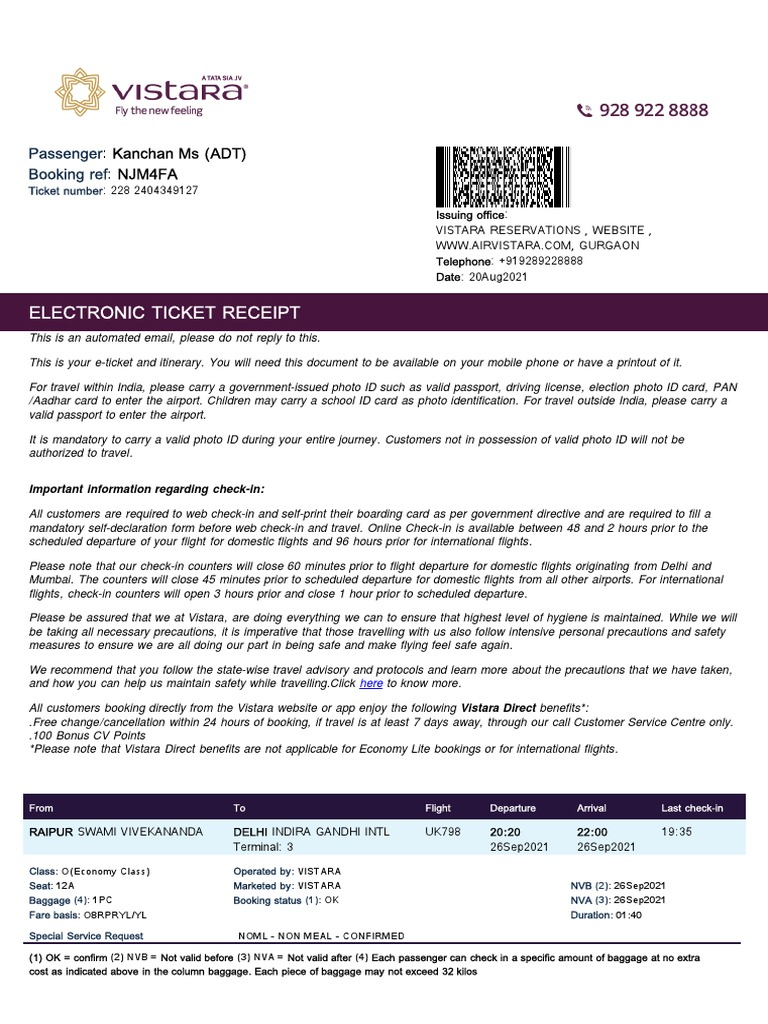 A TATA SIA JV
vistara
Fly the new feeling
928 922 8888
Passenger: Kanchan Ms (ADT)
Booking ref: NJM4FA
Ticket number: 228 2404349127
Issuing office:
VISTARA RESERVATIONS , WEBSITE ,
WWW.AIRVISTARA.COM, GURGAON
Telephone: +919289228888
Date: 20Aug2021
ELECTRONIC TICKET RECEIPT
This is an automated email, please do not reply to this.
This is your e-ticket and itinerary. You will need this document to be available on your mobile phone or have a printout of it.
For travel within India, please carry a government-issued photo ID such as valid passport, driving license, election photo ID card, PAN
/Aadhar card to enter the airport. Children may carry a school ID card as photo identification. For travel outside India, please carry a
valid passport to enter the airport.
It is mandatory to carry a valid photo ID during your entire journey. Customers not in possession of valid photo ID will not be
authorized to travel.
Important information regarding check-in:
All customers are required to web check-in and self-print their boarding card as per government directive and are required to fill a
mandatory self-declaration form before web check-in and travel. Online Check-in is available between 48 and 2 hours prior to the
scheduled departure of your flight for domestic flights and 96 hours prior for international flights.
Please note that our check-in counters will close 60 minutes prior to flight departure for domestic flights originating from Delhi and
Mumbai. The counters will close 45 minutes prior to scheduled departure for domestic flights from all other airports. For international
flights, check-in counters will open 3 hours prior and close 1 hour prior to scheduled departure.
Please be assured that we at Vistara, are doing everything we can to ensure that highest level of hygiene is maintained. While we will
be taking all necessary precautions, it is imperative that those travelling with us also follow intensive personal precautions and safety
measures to ensure we are all doing our part in being safe and make flying feel safe again.
We recommend that you follow the state-wise travel advisory and protocols and learn more about the precautions that we have taken,
and how you can help us maintain safety while travelling.Click here to know more.
All customers booking directly from the Vistara website or app enjoy the following Vistara Direct benefits*:
.Free change/cancellation within 24 hours of booking, if travel is at least 7 days away, through our call Customer Service Centre only.
.100 Bonus CV Points
*Please note that Vistara Direct benefits are not applicable for Economy Lite bookings or for international flights.
From To Flight Departure Arrival Last check-in
RAIPUR SWAMI VIVEKANANDA DELHI INDIRA GANDHI INTL UK798 20:20 22:00 19:35
Terminal: 3 26Sep2021 26Sep2021
Class: O(Economy Class) Operated by: VISTARA
Seat: 12A Marketed by: VISTARA NVB (2): 26Sep2021
Baggage (4): 1PC Booking status (1): OK NVA (3): 26Sep2021
Fare basis: O8RPRYL/YL Duration: 01:40
Special Service Request NOML - NON MEAL - CONFIRMED
(1) OK = confirm (2) NVB = Not valid before (3) NVA = Not valid after (4) Each passenger can check in a specific amount of baggage at no extra
cost as indicated above in the column baggage. Each piece of baggage may not exceed 32 kilos